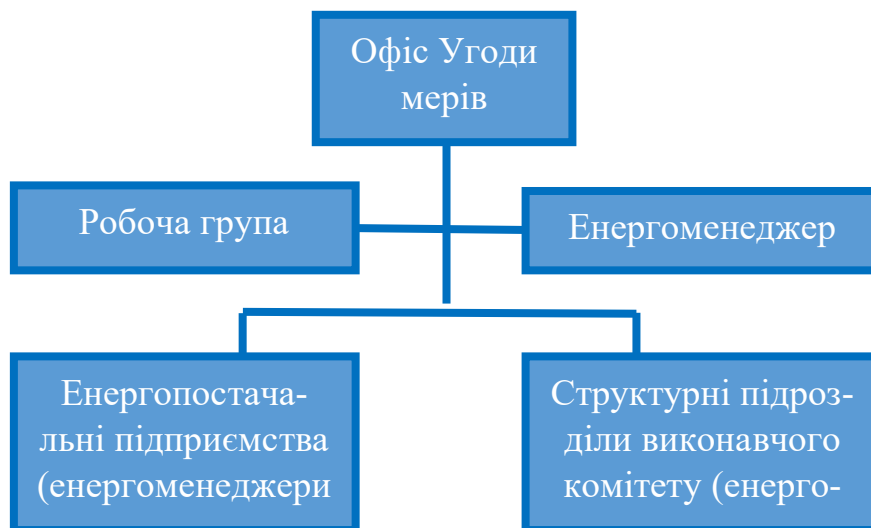 Офіс Угоди
мерів
Робоча група
Енергоменеджер
Енергопостача-
льні підприємства
(енергоменеджери
Структурні підроз-
діли виконавчого
комітету (енерго-